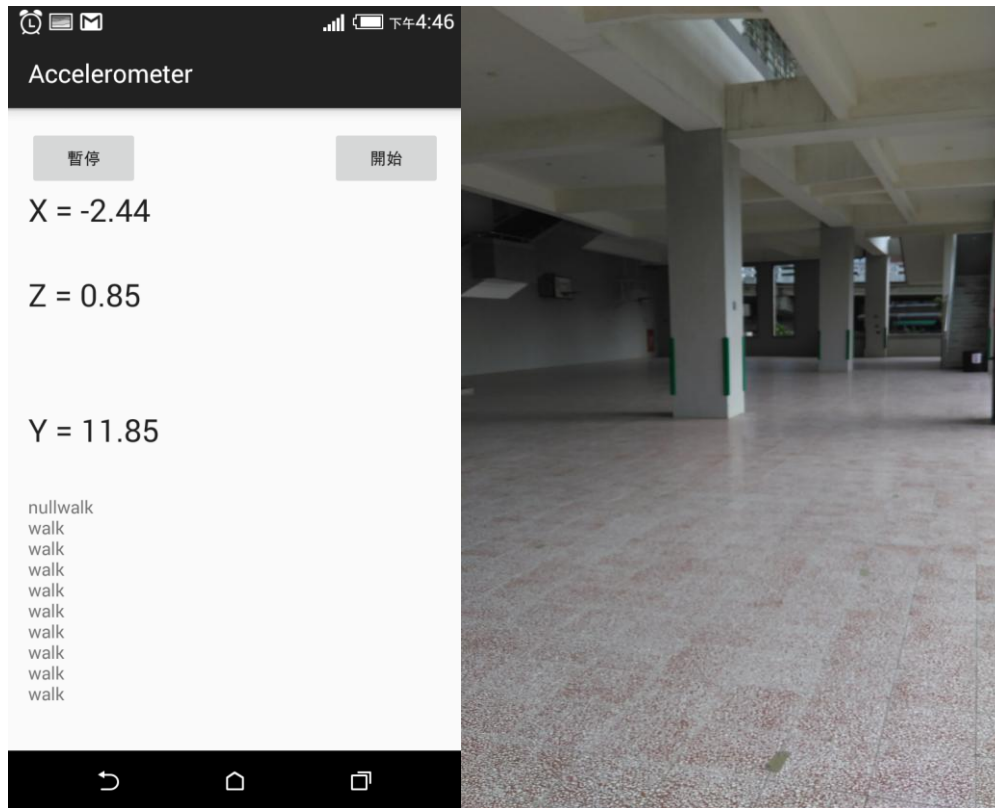 下午4:46
Accelerometer
暫停
開始
X = -2.44
Z = 0.85
Y = 11.85
nullwalk
walk
walk
walk
walk
walk
walk
walk
walk
walk